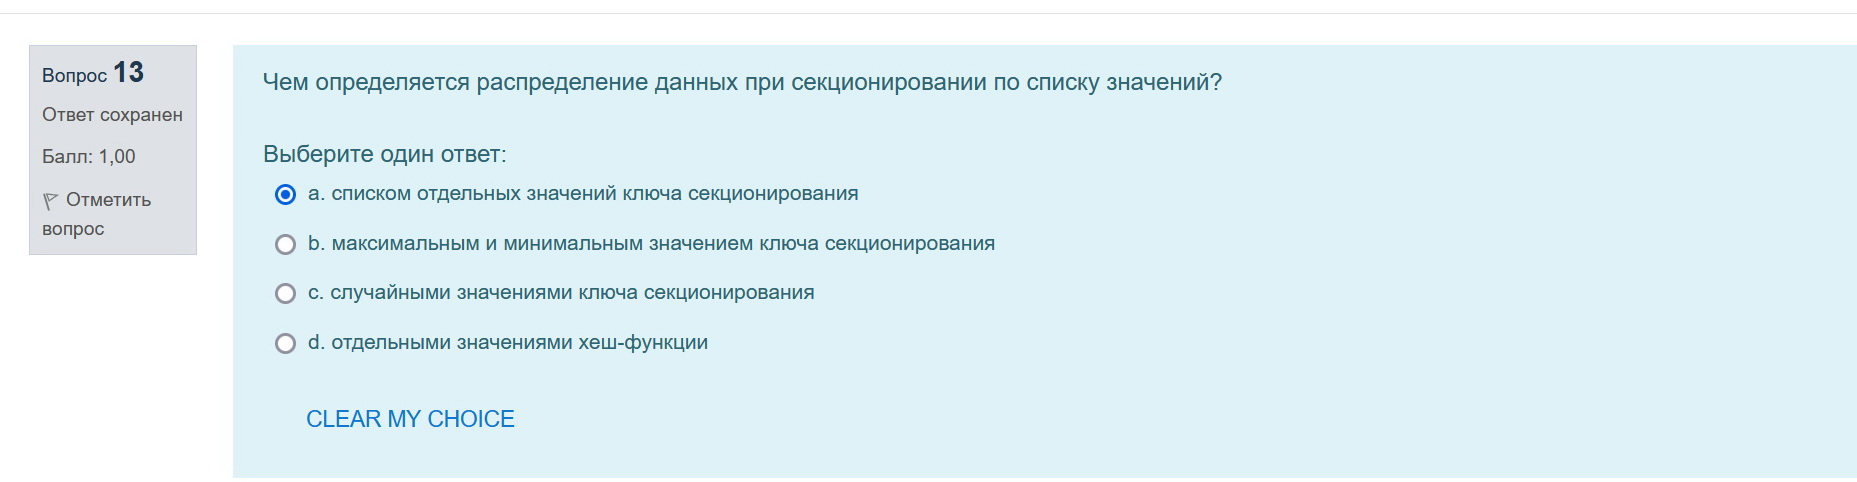 Вопрос 13
Ответ сохранен
Балл: 1,00
Отметить
вопрос
Чем определяется распределение данных при секционировании по списку значений?
Выберите один ответ:
a. списком отдельных значений ключа секционирования
b. максимальным и минимальным значением ключа секционирования
c. случайными значениями ключа секционирования
d. отдельными значениями хеш-функции
CLEAR MY CHOICE